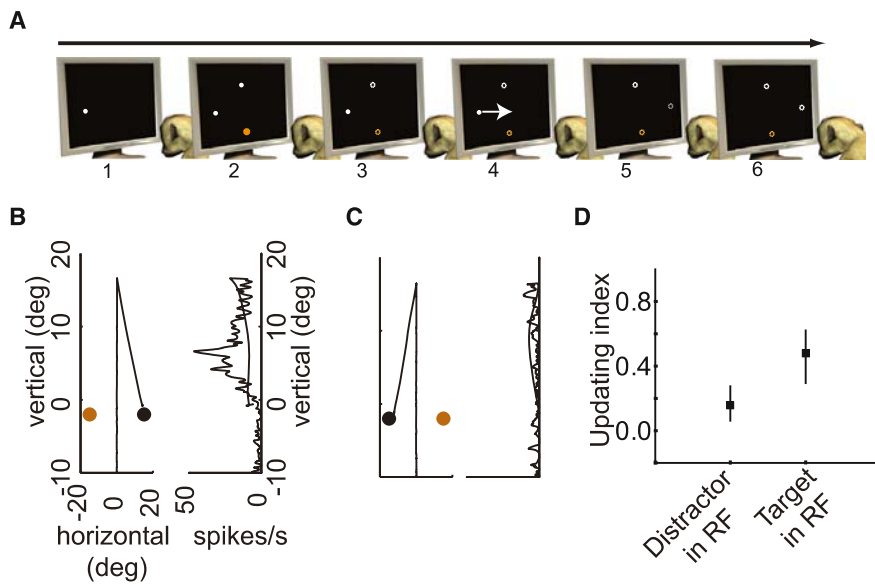 A
1 2 3 4 5 6
B
vertical (deg)
20
10
0
-10
-20 0 20
horizontal
(deg)
50 0
spikes/s
20
10
0
-10
vertical (deg)
C
D
Updating index
0.8
0.4
0.0
Distractor
in RF
Target
in RF